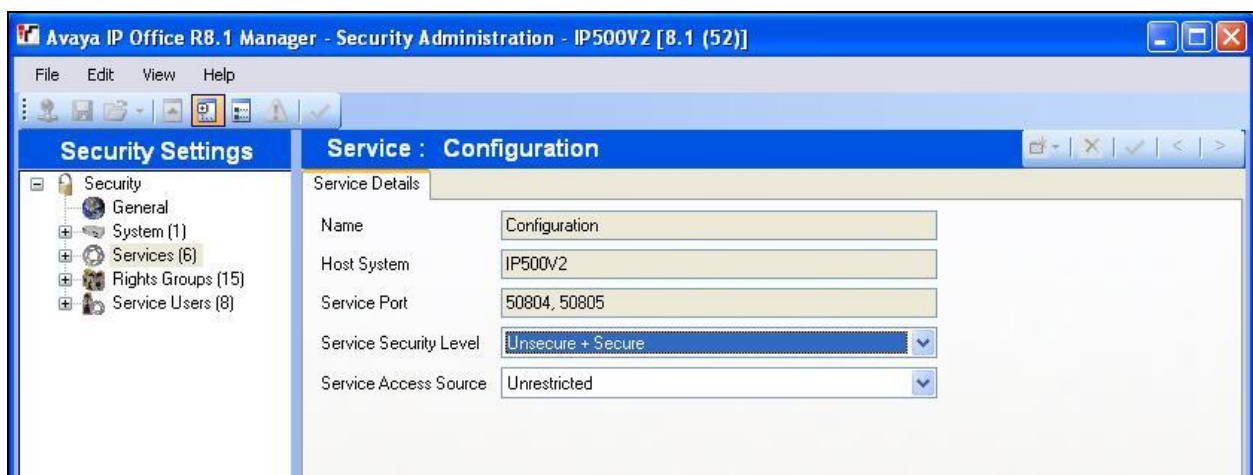 Avaya IP Office R8.1 Manager - Security Administration - IP500V2 [8.1 (52)]
File Edit View Help
Security Settings
Service : Configuration
Security
General
System (1)
Services (6)
Rights Groups (15)
Service Users (8)
Service Details
Name Configuration
Host System IP500V2
Service Port 50804, 50805
Service Security Level Unsecure + Secure
Service Access Source Unrestricted